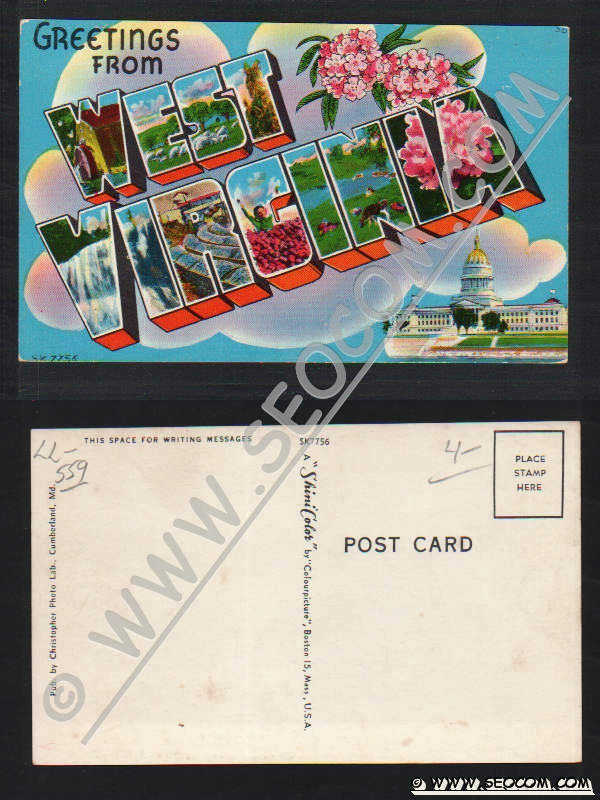 GREETINGS
FROM
WEST
VIRGINIA
SK7756
© WWW.SEOCOM.COM
THIS SPACE FOR WRITING MESSAGES
SK7756
LL-
559
4-
PLACE
STAMP
HERE
POST CARD
Pub. by Christopher Photo Lab., Cumberland, Md.
A "ShiniColor" by "Colourpicture", Boston 15, Mass., U.S.A.
© WWW.SEOCOM.COM